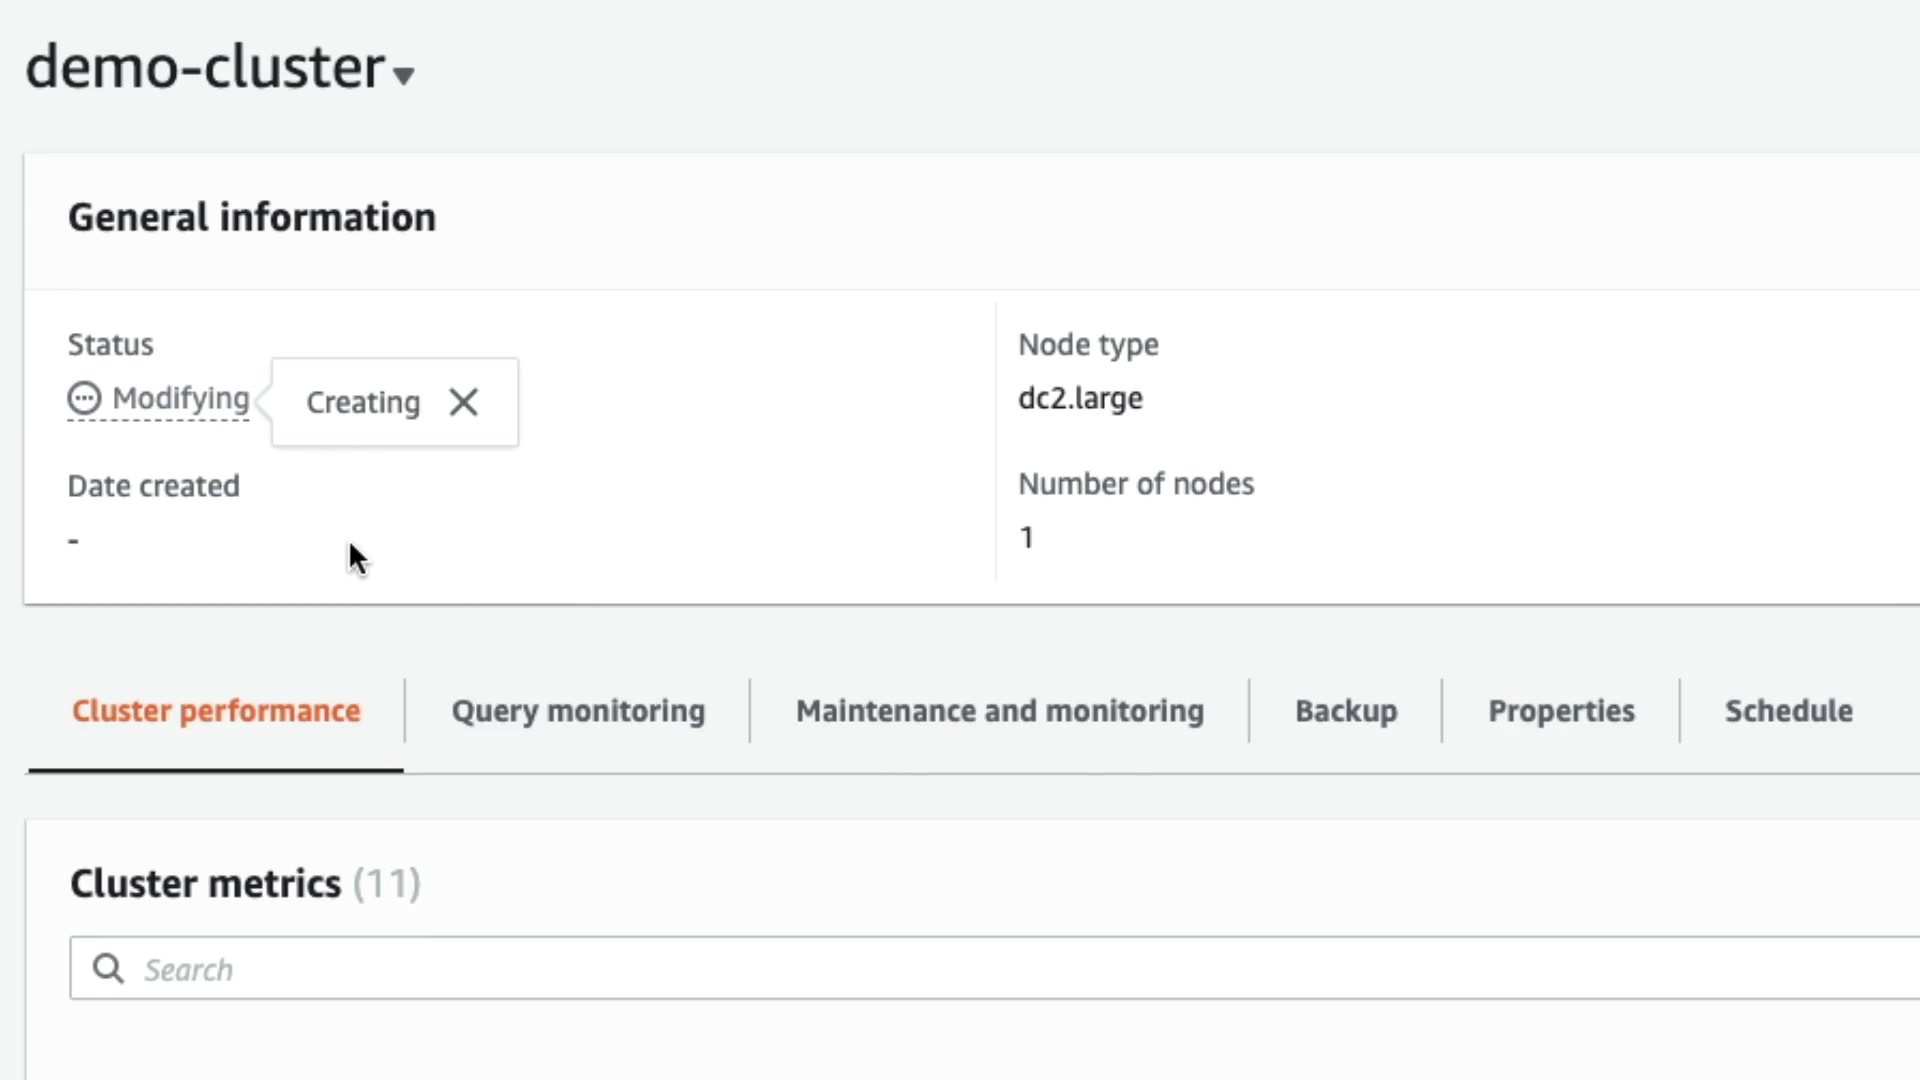 demo-cluster
General information
Status
Modifying
Creating
Node type
dc2.large
Date created
-
Number of nodes
1
Cluster performance
Query monitoring
Maintenance and monitoring
Backup
Properties
Schedule
Cluster metrics (11)
Search